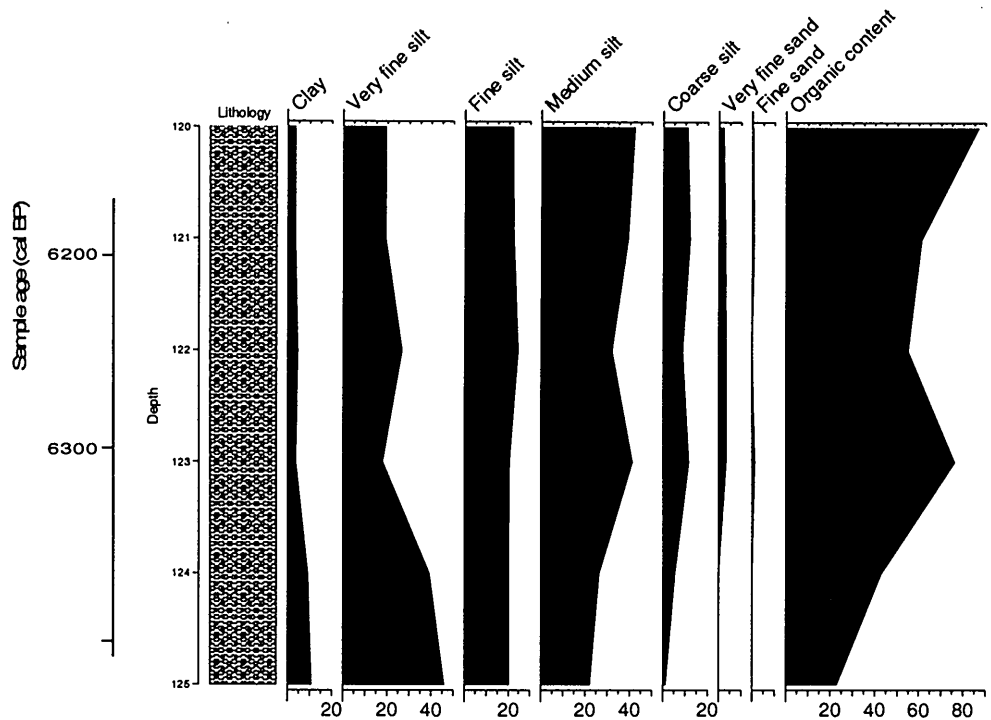 Clay
Very fine silt
Fine silt
Medium silt
Coarse silt
Very fine sand
Fine sand
Organic content
Lithology
Sample age (cal BP)
6200
6300
Depth
120
121
122
123
124
125
20
20 40
20
20 40
20
20 40 60 80